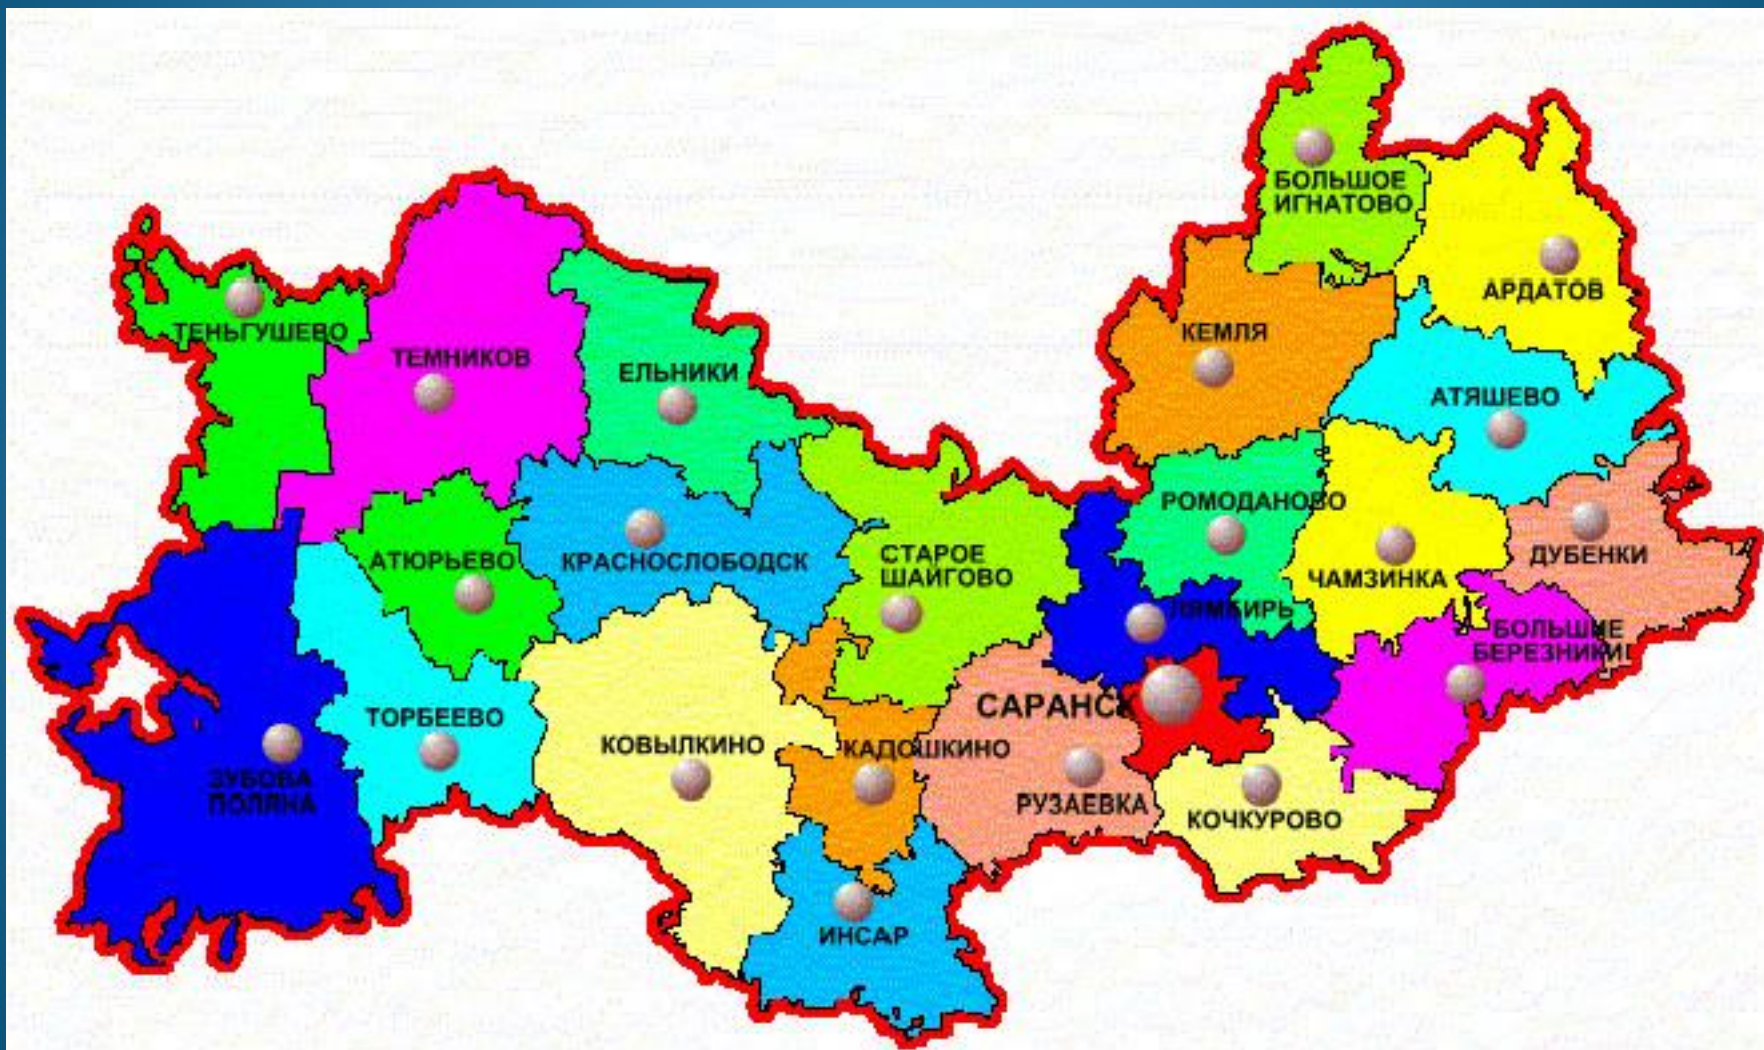 БОЛЬШОЕ
ИГНАТОВО
АРДАТОВ
ТЕНЬГУШЕВО
ТЕМНИКОВ
ЕЛЬНИКИ
КЕМЛЯ
АТЯШЕВО
РОМОДАНОВО
АТЮРЬЕВО
КРАСНОСЛОБОДСК
СТАРОЕ
ШАЙГОВО
ДУБЕНКИ
ЧАМЗИНКА
ЛЯМБИРЬ
БОЛЬШИЕ
БЕРЕЗНИКИ
САРАНСК
ТОРБЕЕВО
КОВЫЛКИНО
КАДОШКИНО
ЗУБОВА
ПОЛЯНА
РУЗАЕВКА
КОЧКУРОВО
ИНСАР